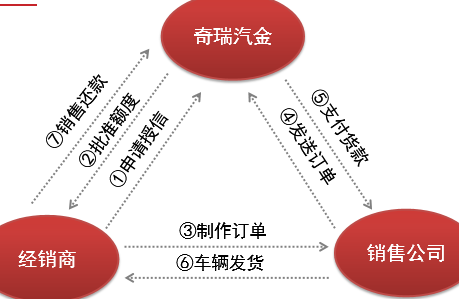 奇瑞汽金
⑦销售还款
②批准额度
①申请授信
⑤支付货款
④发送订单
③制作订单
⑥车辆发货
经销商
销售公司